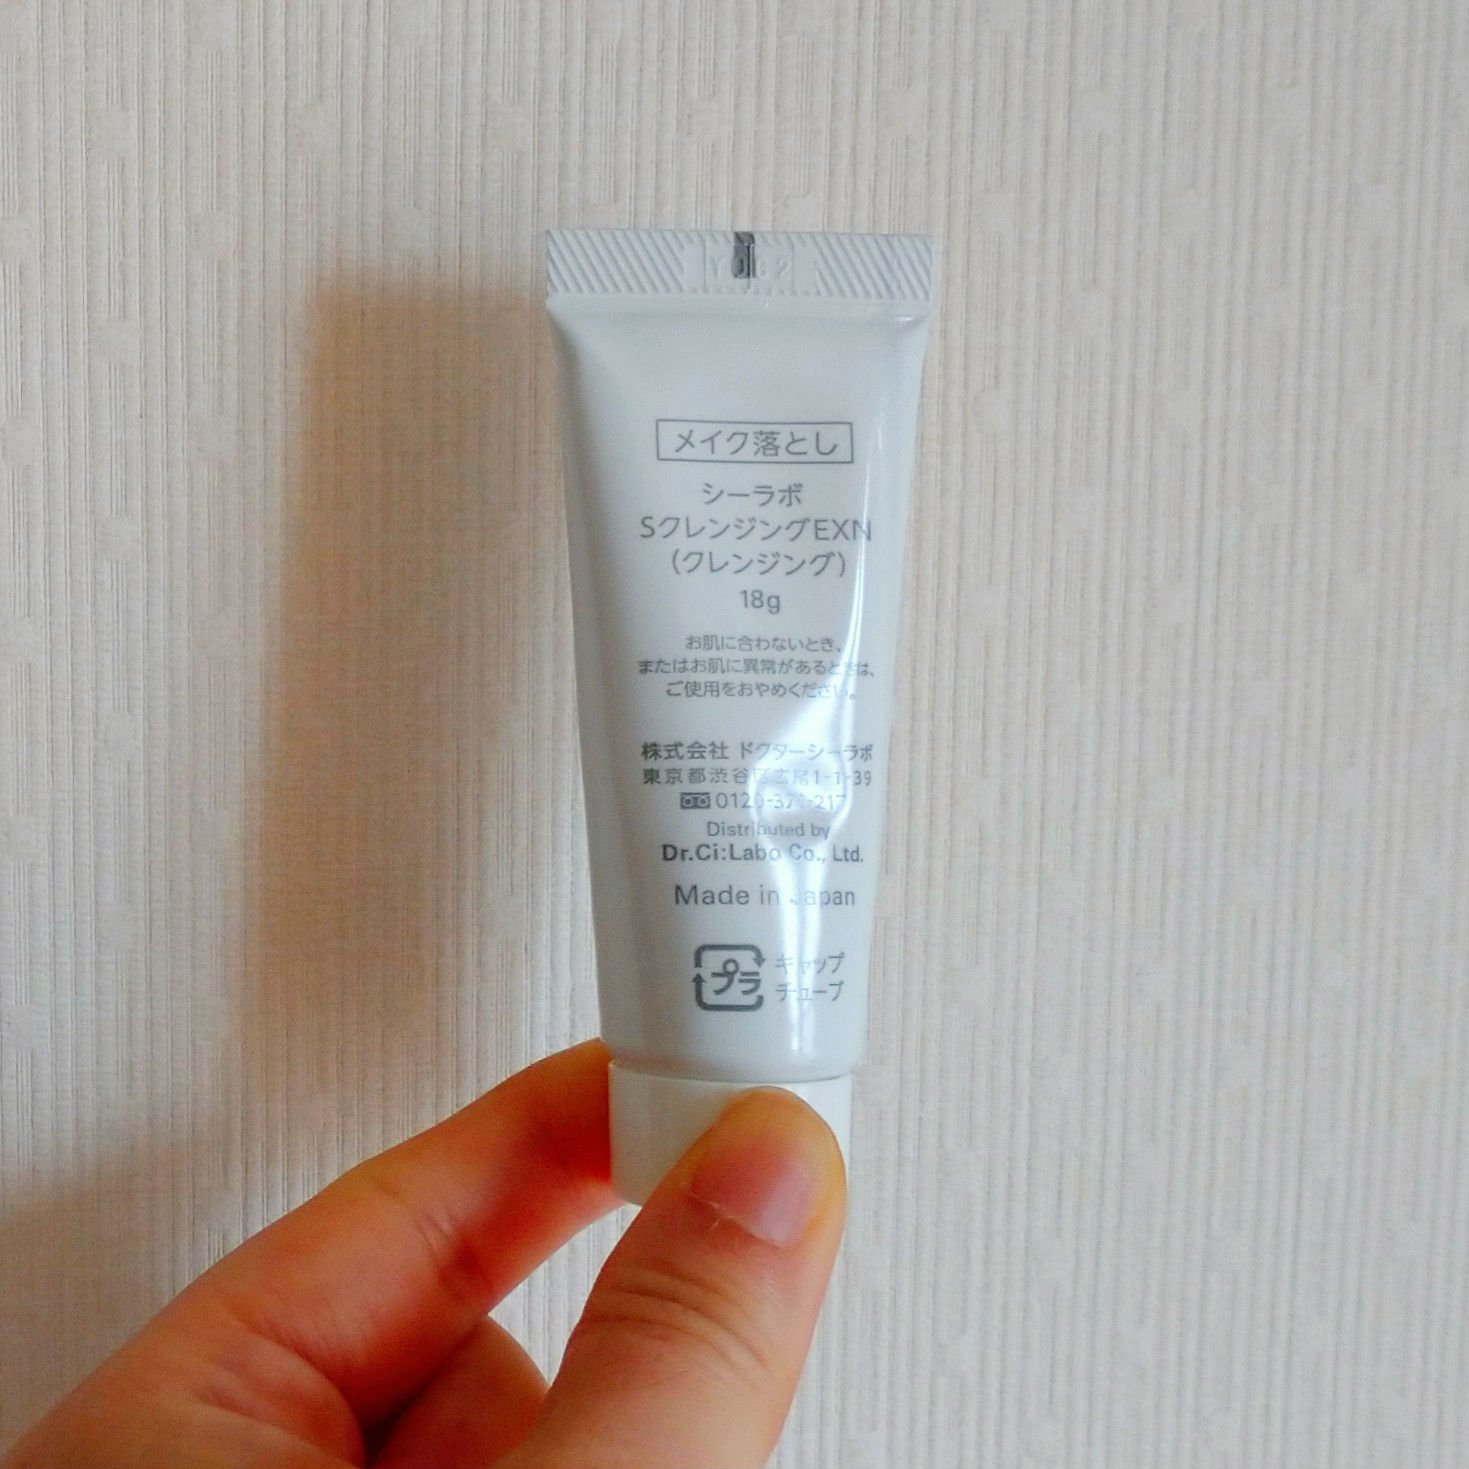 メイク落とし
シーラボ
SクレンジングEXN
(クレンジング)
18g
お肌に合わないとき、
またはお肌に異常があるときは、
ご使用をおやめください。
株式会社 ドクターシーラボ
東京都渋谷区広尾1-1-39
Distributed by
Dr.Ci:Labo Co., Ltd.
Made in Japan
プラ
キャップ
チューブ